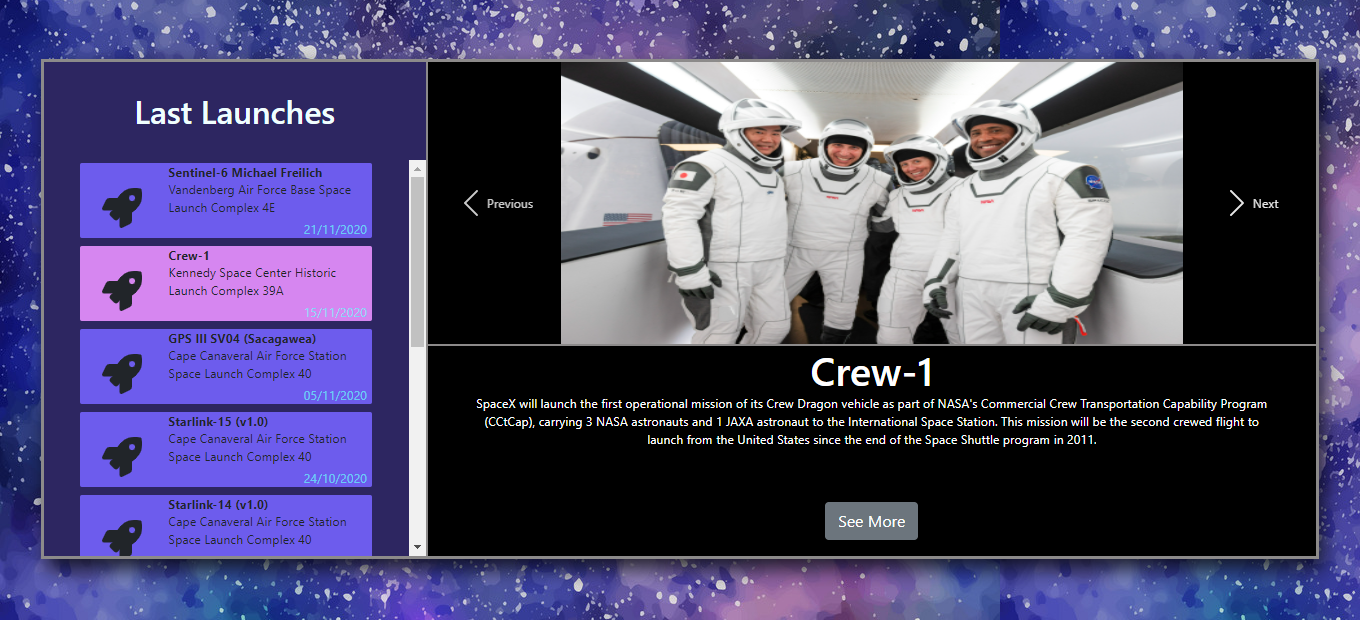 Last Launches
Sentinel-6 Michael Freilich
Vandenberg Air Force Base Space
Launch Complex 4E
21/11/2020
Crew-1
Kennedy Space Center Historic
Launch Complex 39A
15/11/2020
GPS III SV04 (Sacagawea)
Cape Canaveral Air Force Station
Space Launch Complex 40
05/11/2020
Starlink-15 (v1.0)
Cape Canaveral Air Force Station
Space Launch Complex 40
24/10/2020
Starlink-14 (v1.0)
Cape Canaveral Air Force Station
Space Launch Complex 40
Previous
Next
Crew-1
SpaceX will launch the first operational mission of its Crew Dragon vehicle as part of NASA's Commercial Crew Transportation Capability Program
(CCtCap), carrying 3 NASA astronauts and 1 JAXA astronaut to the International Space Station. This mission will be the second crewed flight to
launch from the United States since the end of the Space Shuttle program in 2011.
See More